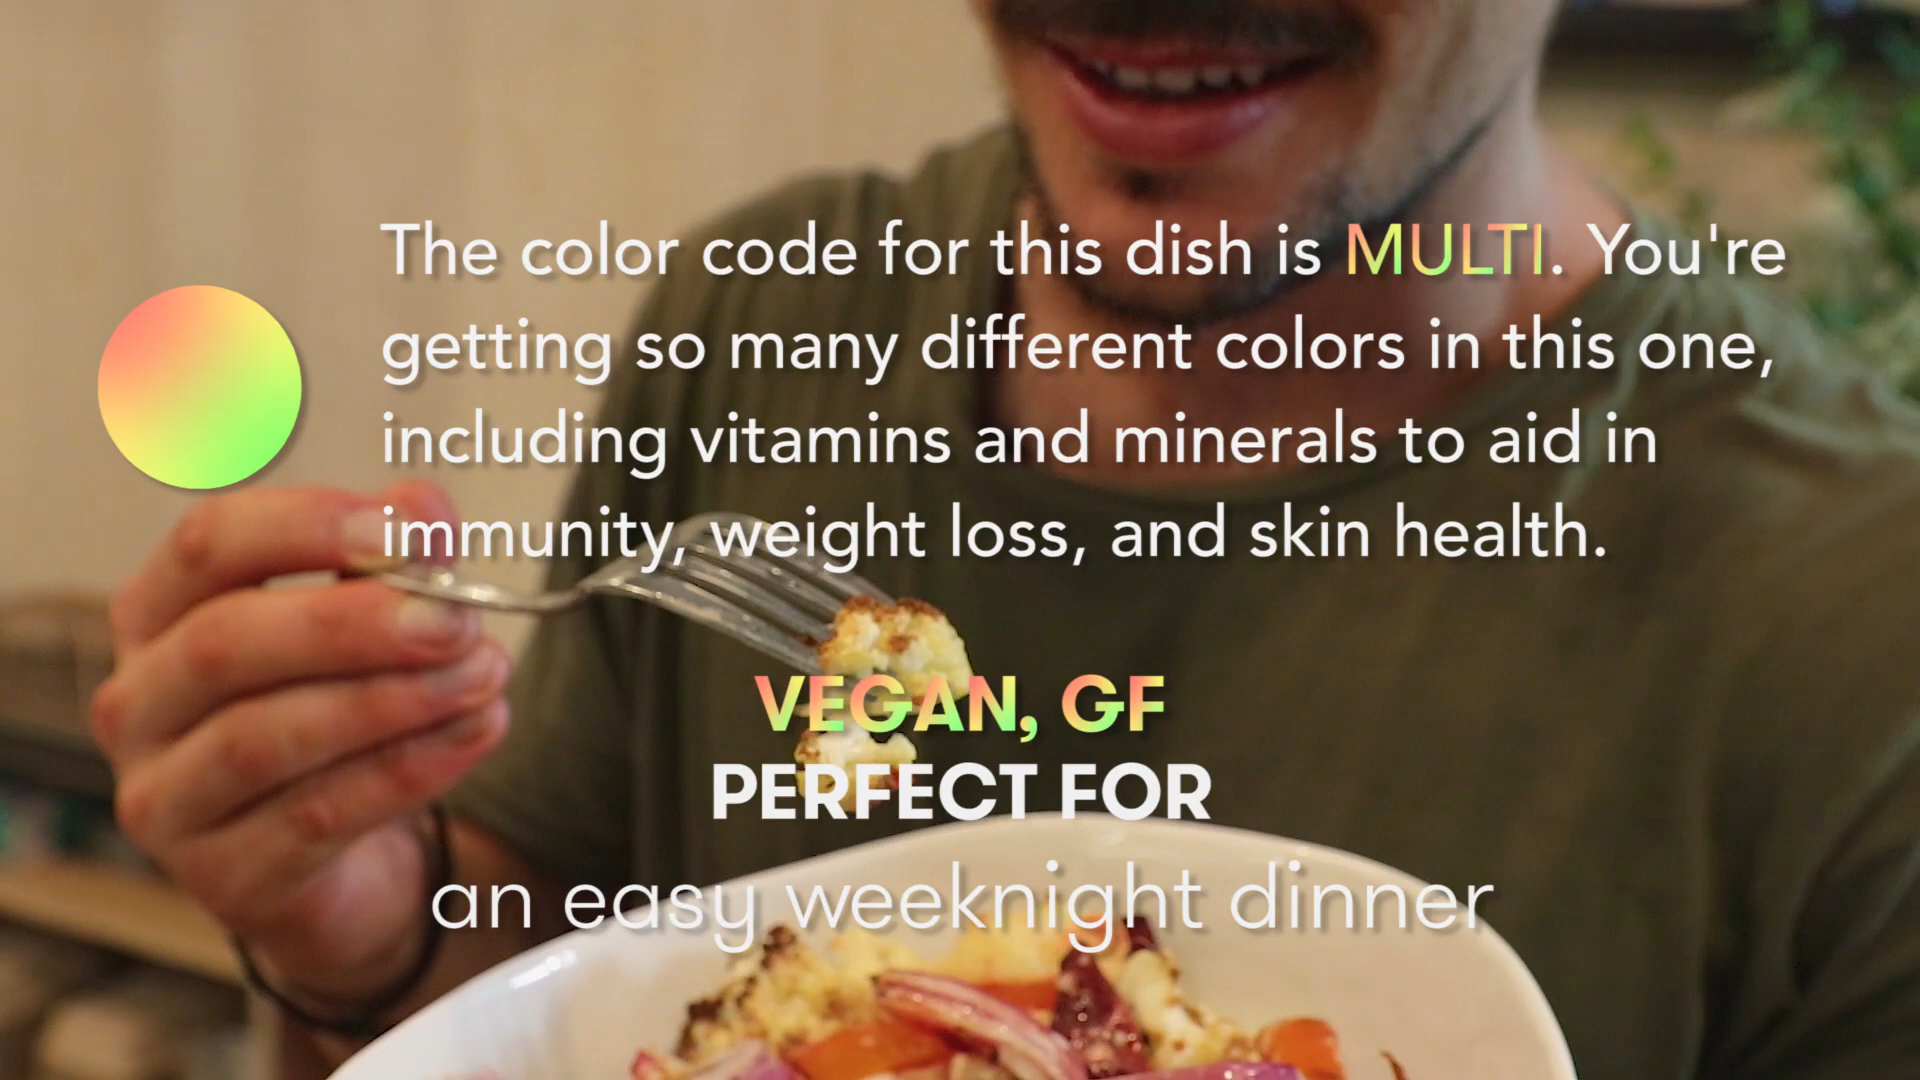 The color code for this dish is MULTI. You're
getting so many different colors in this one,
including vitamins and minerals to aid in
immunity, weight loss, and skin health.
VEGAN, GF
PERFECT FOR
an easy weeknight dinner